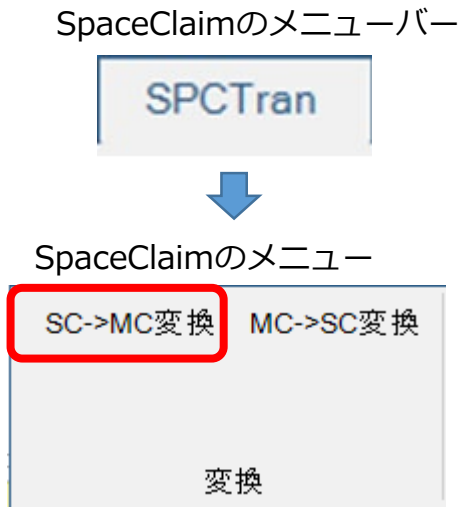 SpaceClaimのメニューバー
SPCTran
SpaceClaimのメニュー
SC->MC変換 MC->SC変換
変換